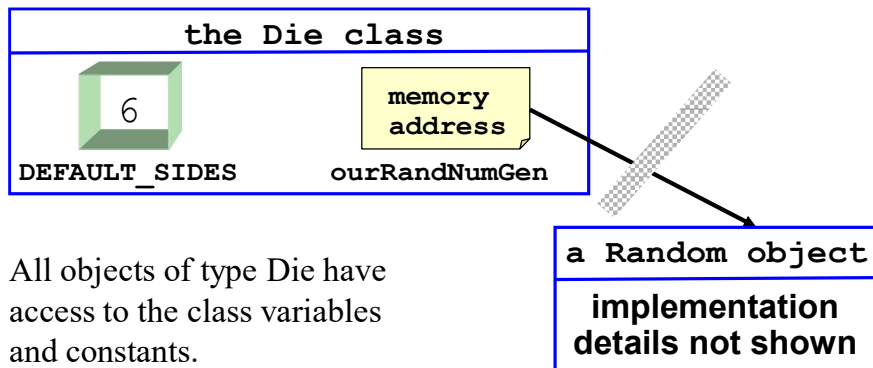 the Die class
6
memory
address
DEFAULT_SIDES
ourRandNumGen
All objects of type Die have
access to the class variables
and constants.
a Random object
implementation
details not shown